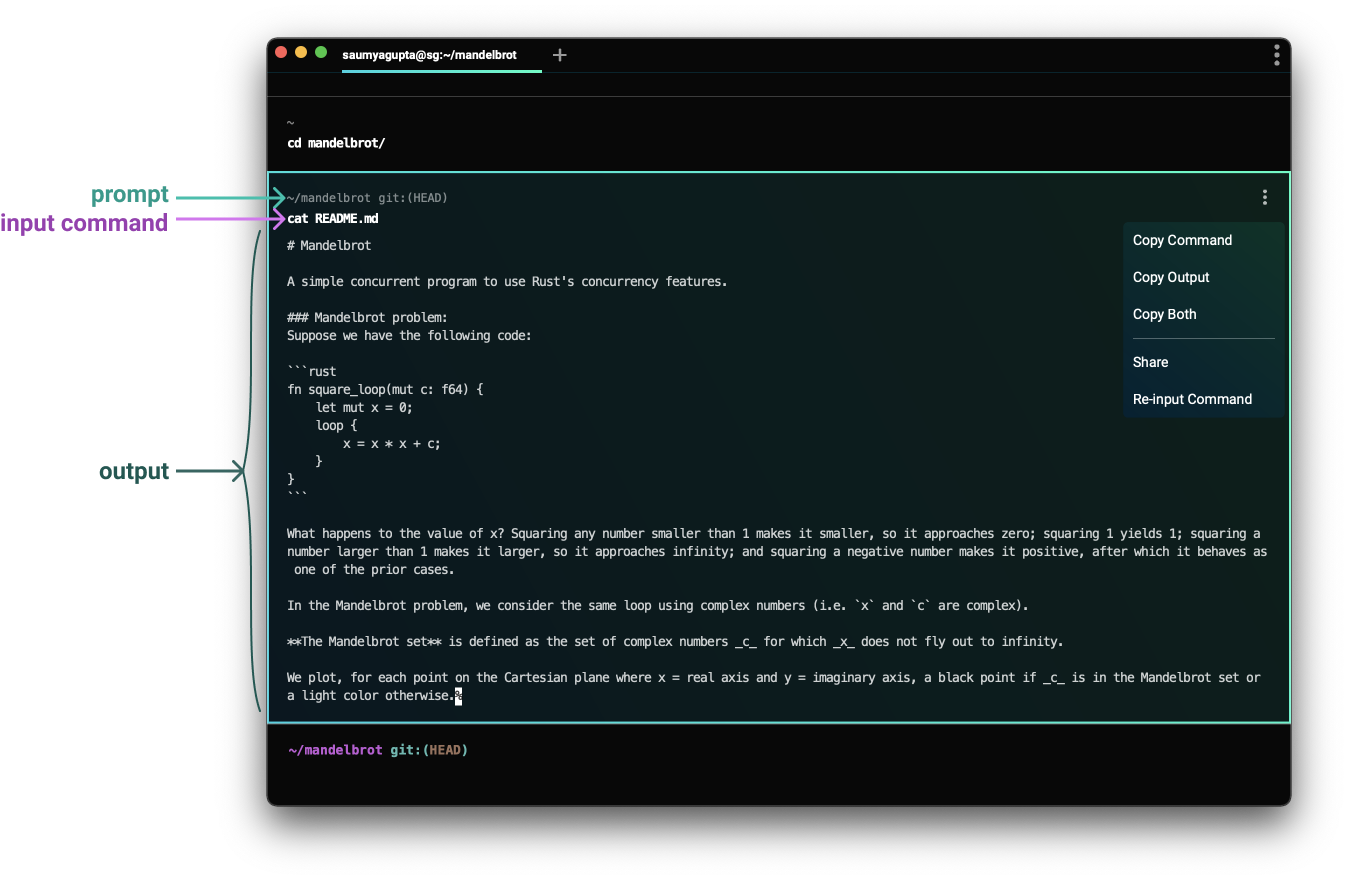 saumyagupta@sg:~/mandelbrot
~
cd mandelbrot/
prompt
~/mandelbrot git:(HEAD)
input command
cat README.md
# Mandelbrot
A simple concurrent program to use Rust's concurrency features.
### Mandelbrot problem:
Suppose we have the following code:
```rust
fn square_loop(mut c: f64) {
    let mut x = 0;
    loop {
        x = x * x + c;
    }
}
```
What happens to the value of x? Squaring any number smaller than 1 makes it smaller, so it approaches zero; squaring 1 yields 1; squaring a
number larger than 1 makes it larger, so it approaches infinity; and squaring a negative number makes it positive, after which it behaves as
one of the prior cases.
In the Mandelbrot problem, we consider the same loop using complex numbers (i.e. `x` and `c` are complex).
**The Mandelbrot set** is defined as the set of complex numbers _c_ for which _x_ does not fly out to infinity.
We plot, for each point on the Cartesian plane where x = real axis and y = imaginary axis, a black point if _c_ is in the Mandelbrot set or
a light color otherwise.%
Copy Command
Copy Output
Copy Both
Share
Re-input Command
output
~/mandelbrot git:(HEAD)